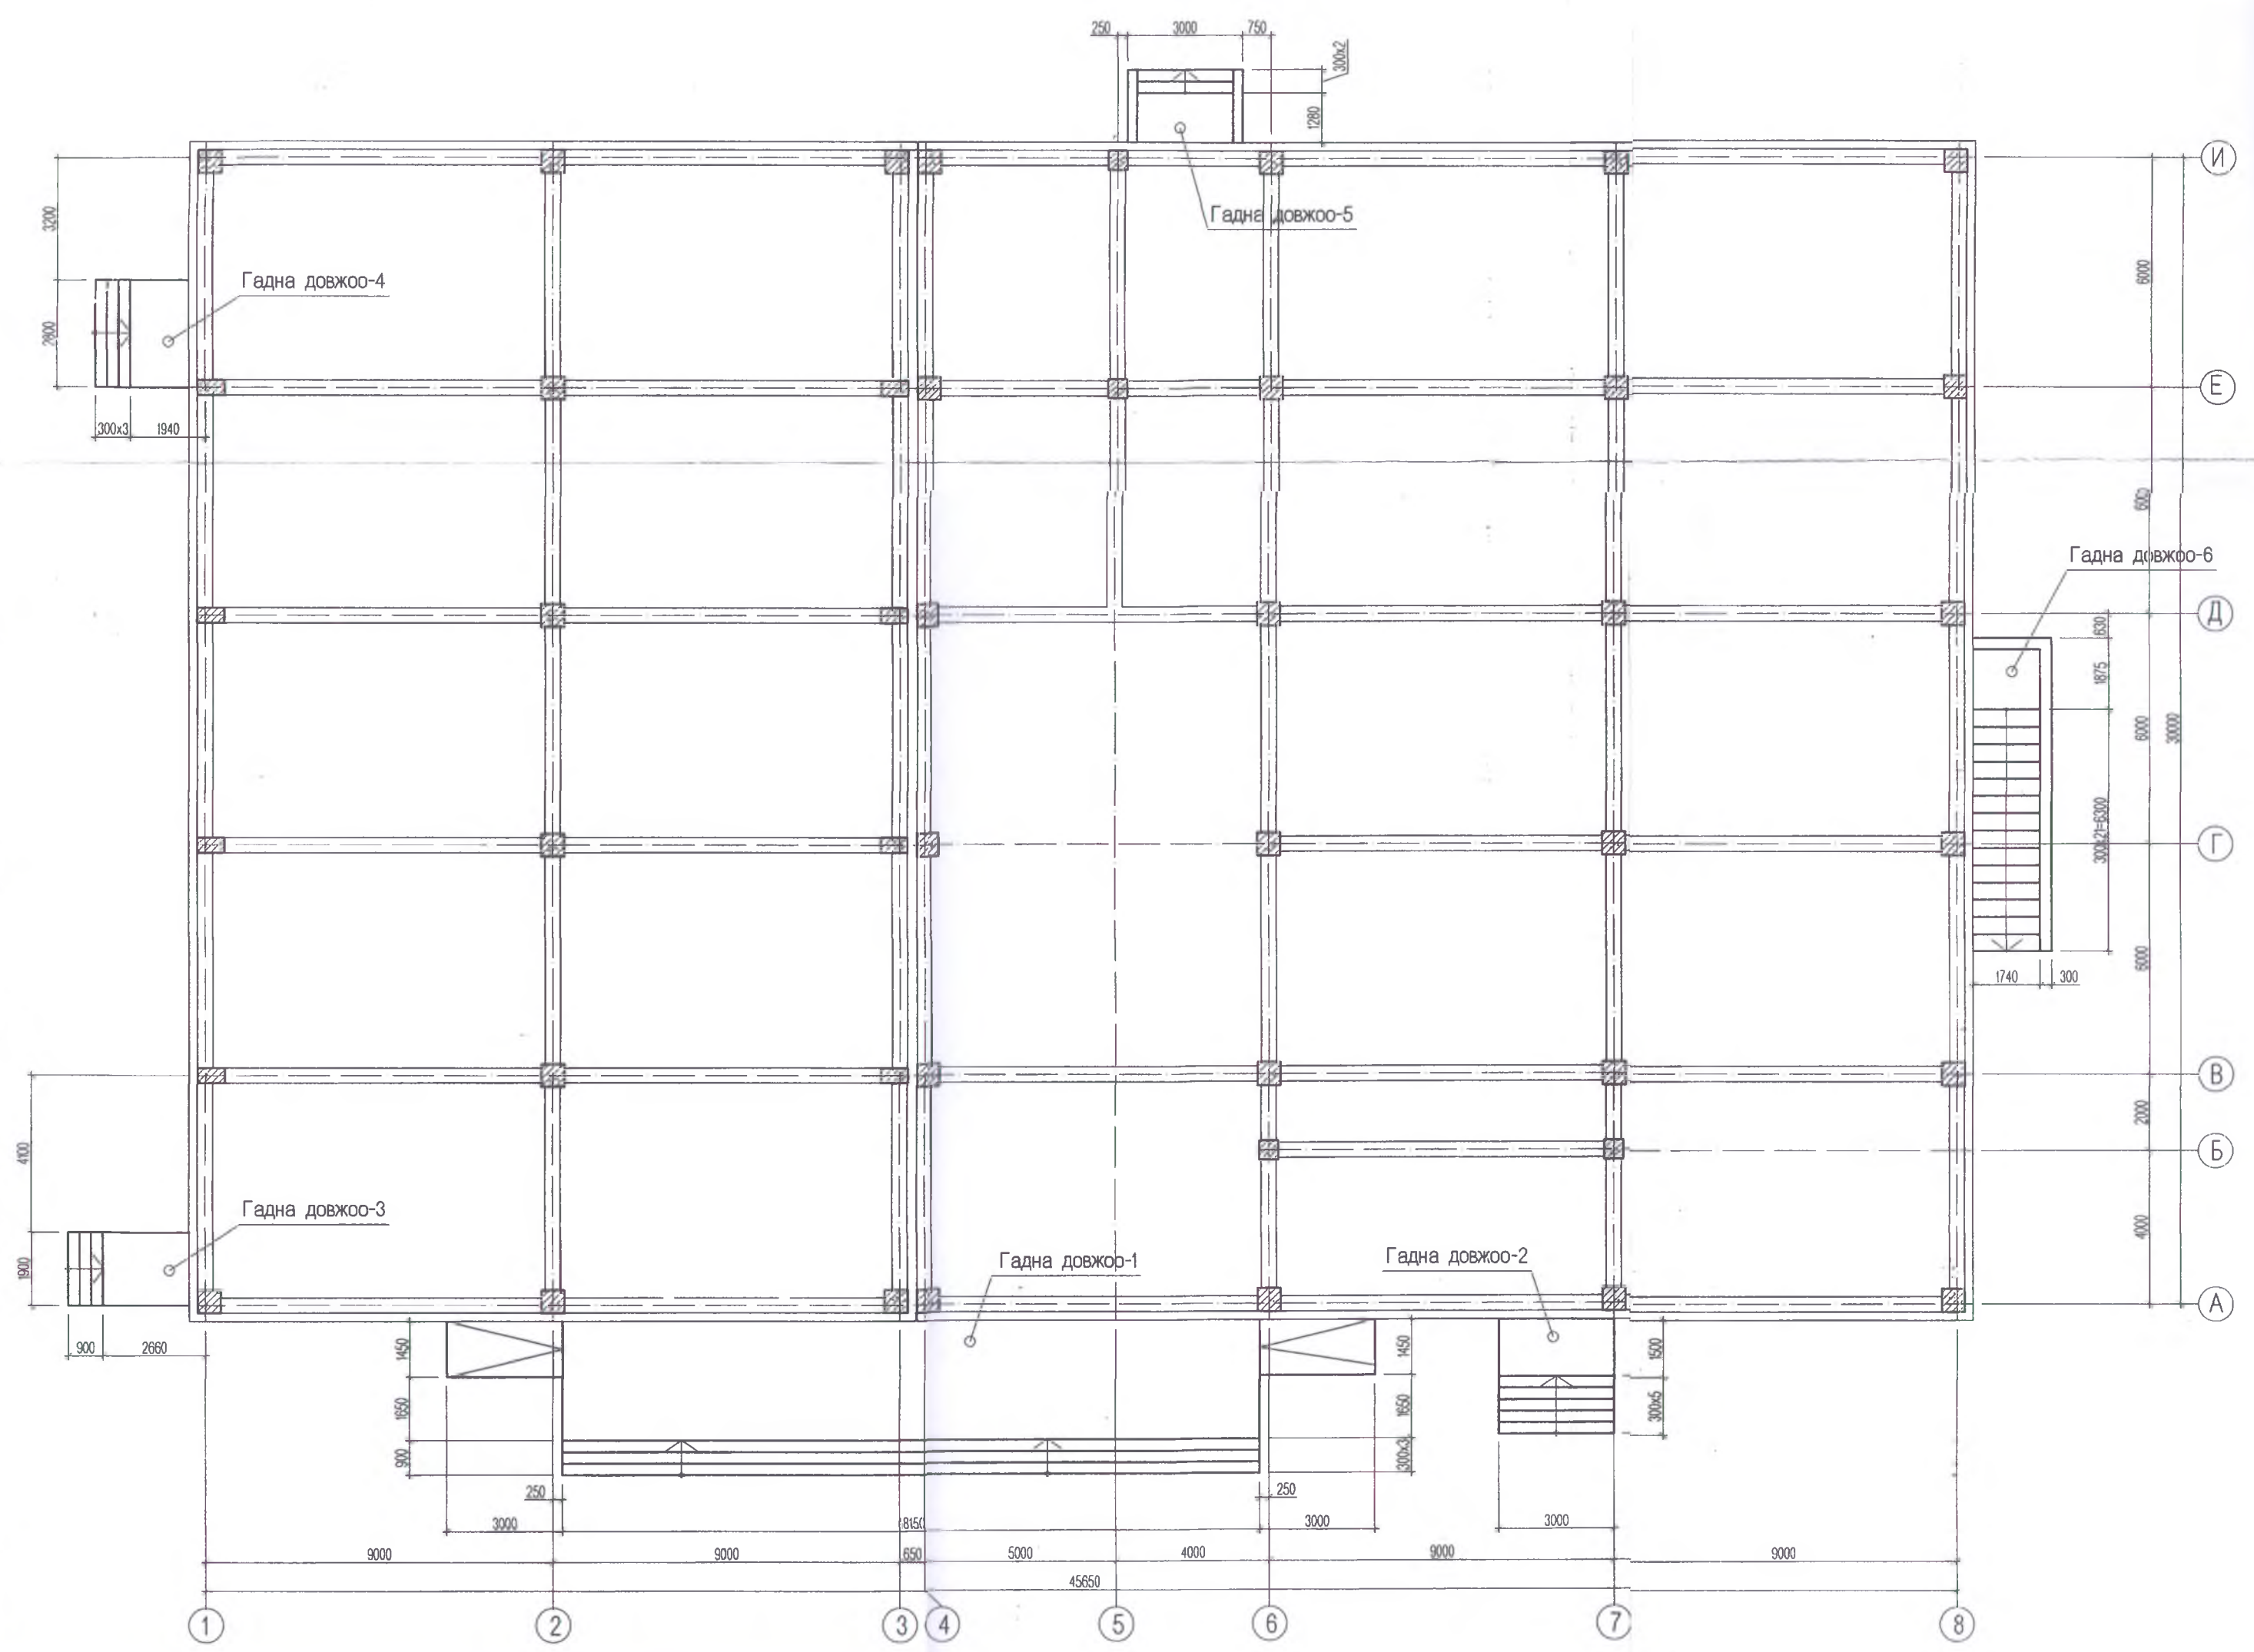 250 3000 750
300x2
1280
И
Гадна довжоо-5
3200
6000
Гадна довжоо-4
2800
Е
300x3 1940
6000
Гадна довжоо-6
Д
630
1875
6000
30000
300x21=6300
Г
6000
1740 300
В
2000
4100
Б
Гадна довжоо-3
4000
1900
Гадна довжоо-1
Гадна довжоо-2
А
900 2660
1450
1450
1500
1650
1650
300x5
900
300x3
250
250
3000
18150
3000
3000
9000 9000 650 5000 4000 9000 9000
45650
1 2 3 4 5 6 7 8